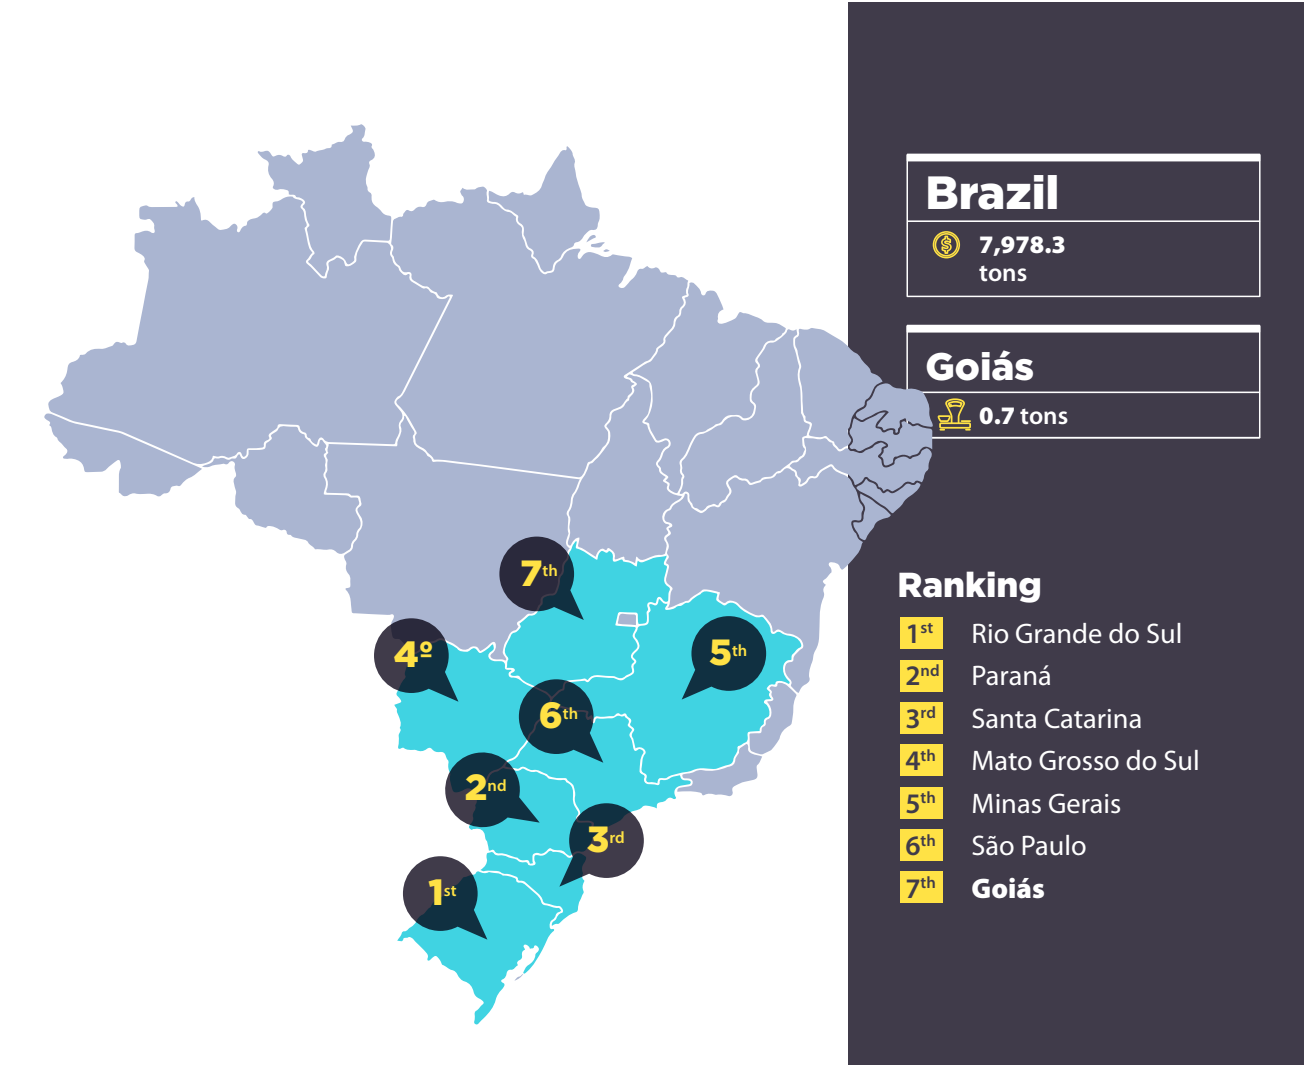 Brazil
7,978.3
tons
Goiás
0.7 tons
7th
4º
5th
6th
2nd
3rd
1st
Ranking
1st Rio Grande do Sul
2nd Paraná
3rd Santa Catarina
4th Mato Grosso do Sul
5th Minas Gerais
6th São Paulo
7th Goiás